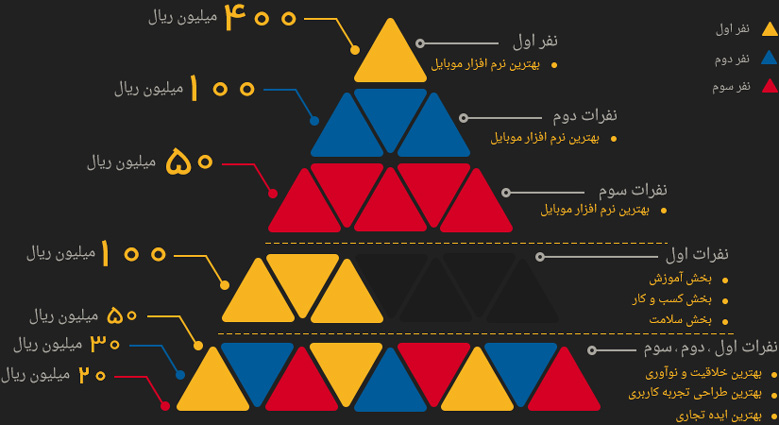 نفر اول
نفر دوم
نفر سوم
نفر اول
بهترین نرم افزار موبایل
۴۰۰ میلیون ریال
نفرات دوم
بهترین نرم افزار موبایل
۱۰۰ میلیون ریال
نفرات سوم
بهترین نرم افزار موبایل
۵۰ میلیون ریال
نفرات اول
بخش آموزش
بخش کسب و کار
بخش سلامت
۱۰۰ میلیون ریال
نفرات اول ، دوم ، سوم
بهترین خلاقیت و نوآوری
بهترین طراحی تجربه کاربری
بهترین ایده تجاری
۵۰ میلیون ریال
۳۰ میلیون ریال
۲۰ میلیون ریال